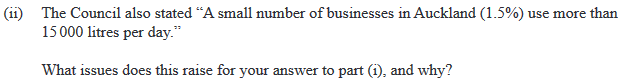 (ii) The Council also stated “A small number of businesses in Auckland (1.5%) use more than
15 000 litres per day.”
What issues does this raise for your answer to part (i), and why?